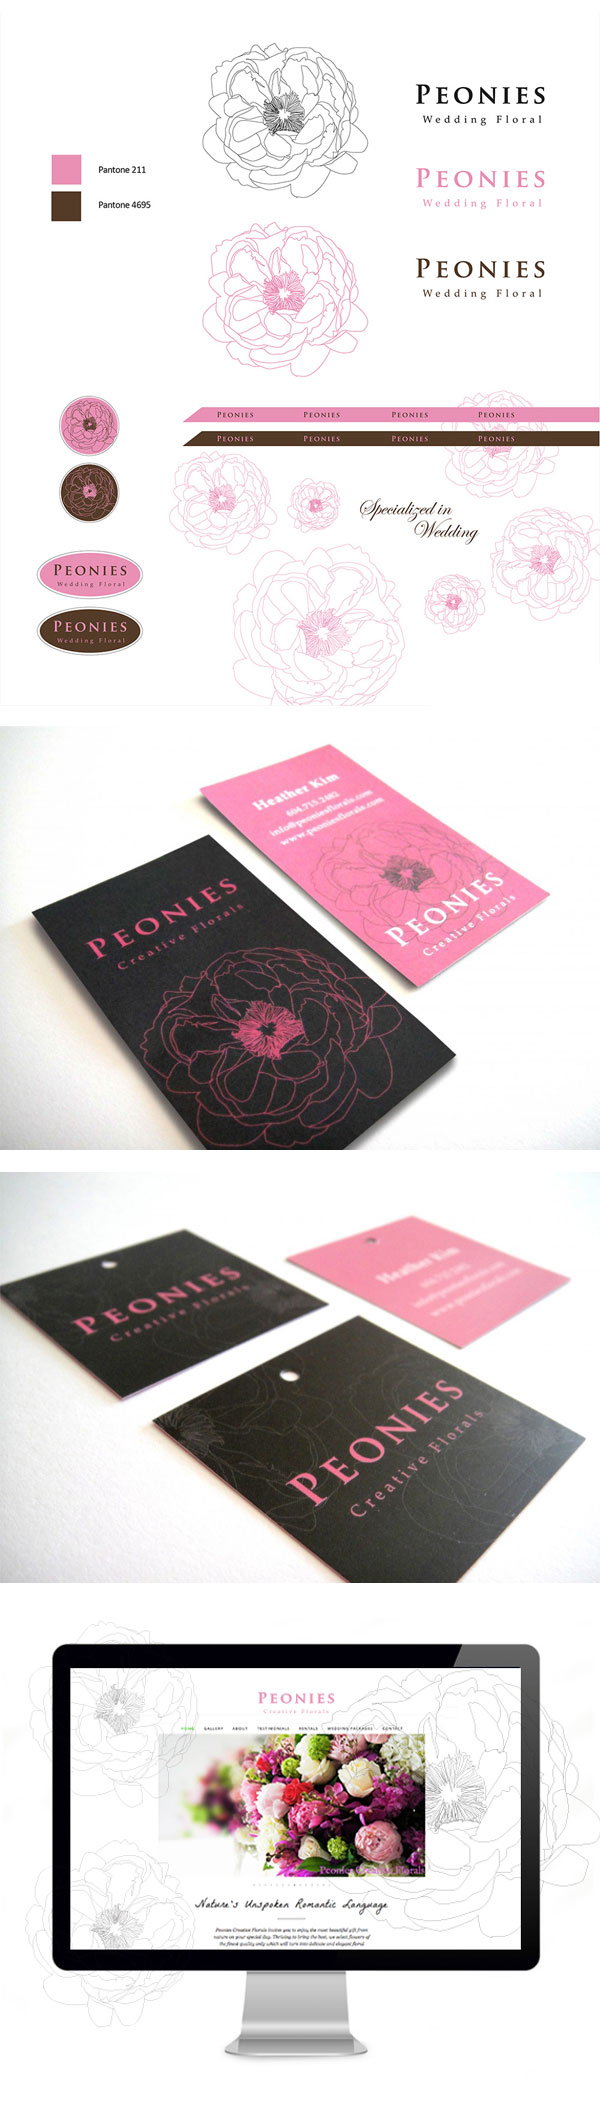 PEONIES
Wedding Floral
Pantone 211
PEONIES
Wedding Floral
Pantone 4695
PEONIES
Wedding Floral
PEONIES PEONIES PEONIES PEONIES
PEONIES PEONIES PEONIES PEONIES
Specialized in
Wedding
PEONIES
Wedding Floral
PEONIES
Wedding Floral
Heather Kim
604.715.2482
info@peoniesflorals.com
www.peoniesflorals.com
PEONIES
Creative Florals
PEONIES
Creative Florals
PEONIES
Creative Florals
Heather Kim
PEONIES
Creative Florals
PEONIES
Creative Florals
HOME GALLERY ABOUT TESTIMONIALS RENTALS WEDDING PACKAGES CONTACT
Peonies Creative Florals
Nature's Unspoken Romantic Language
Peonies Creative Florals invites you to enjoy the most beautiful gift from
nature on your special day. Thriving to bring the best, we select flowers of
the finest quality only which will turn into delicate and elegant floral